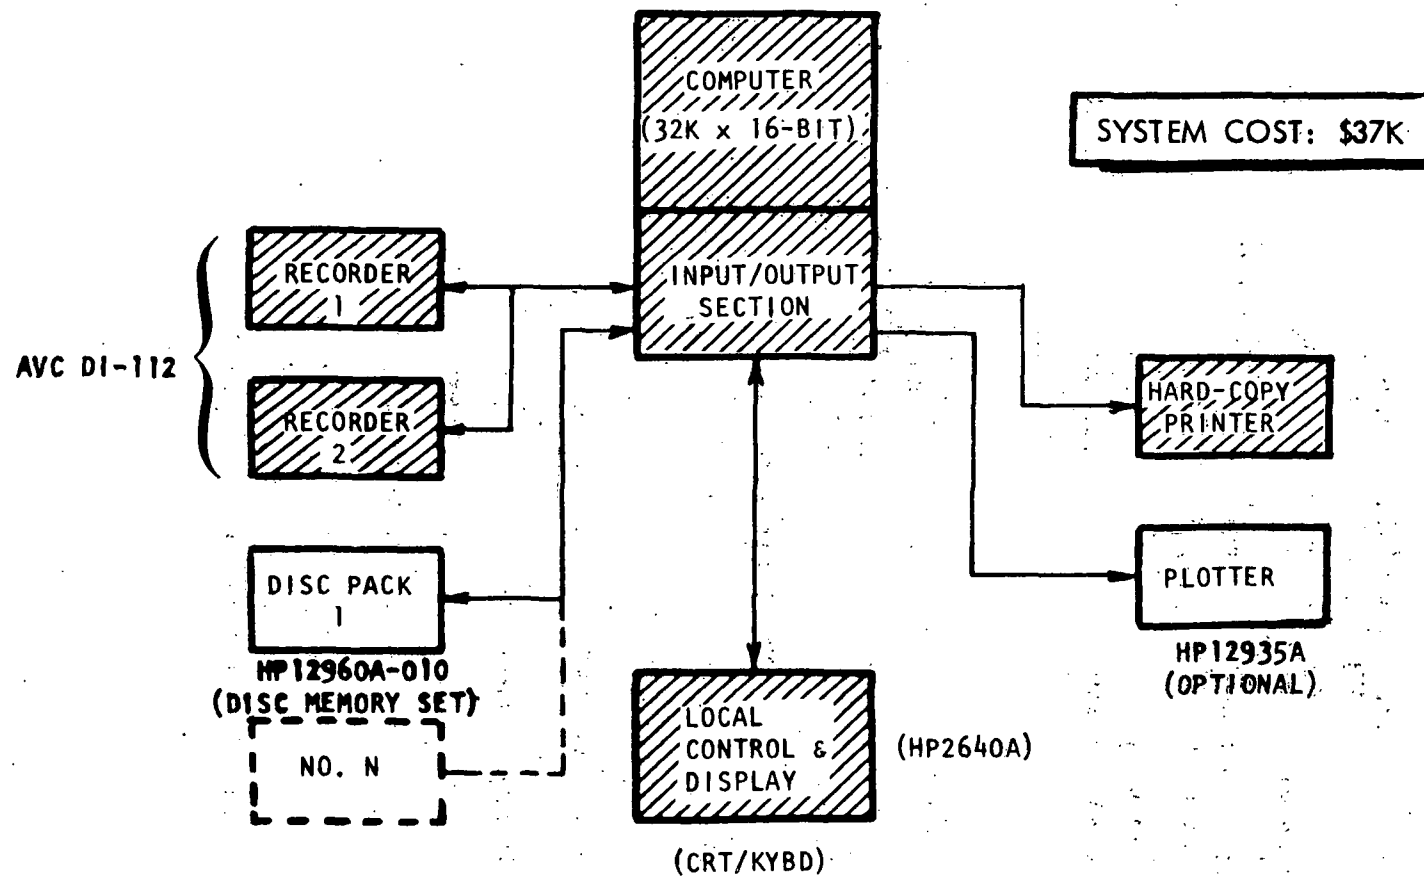 COMPUTER
(32K x 16-BIT)
SYSTEM COST: $37K
INPUT/OUTPUT
SECTION
RECORDER
1
AVC DI-112
RECORDER
2
HARD-COPY
PRINTER
DISC PACK
1
HP12960A-010
(DISC MEMORY SET)
NO. N
PLOTTER
HP12935A
(OPTIONAL)
LOCAL
CONTROL &
DISPLAY
(HP2640A)
(CRT/KYBD)